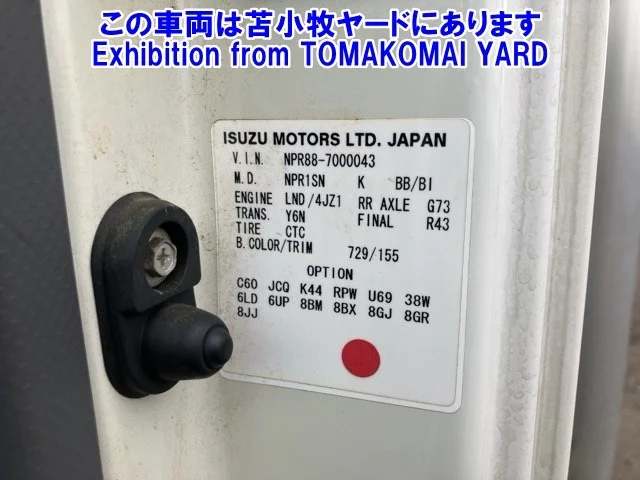 この車両は苫小牧ヤードにあります
Exhibition from TOMAKOMAI YARD
ISUZU MOTORS LTD. JAPAN
V.I.N. NPR88-7000043
M.D. NPR1SN K BB/BI
ENGINE LND/4JZ1 RR AXLE G73
TRANS. Y6N FINAL R43
TIRE CTC
B.COLOR/TRIM 729/155
OPTION
C60 JCQ K44 RPW U69 38W
6LD 6UP 8BM 8BX 8GJ 8GR
8JJ